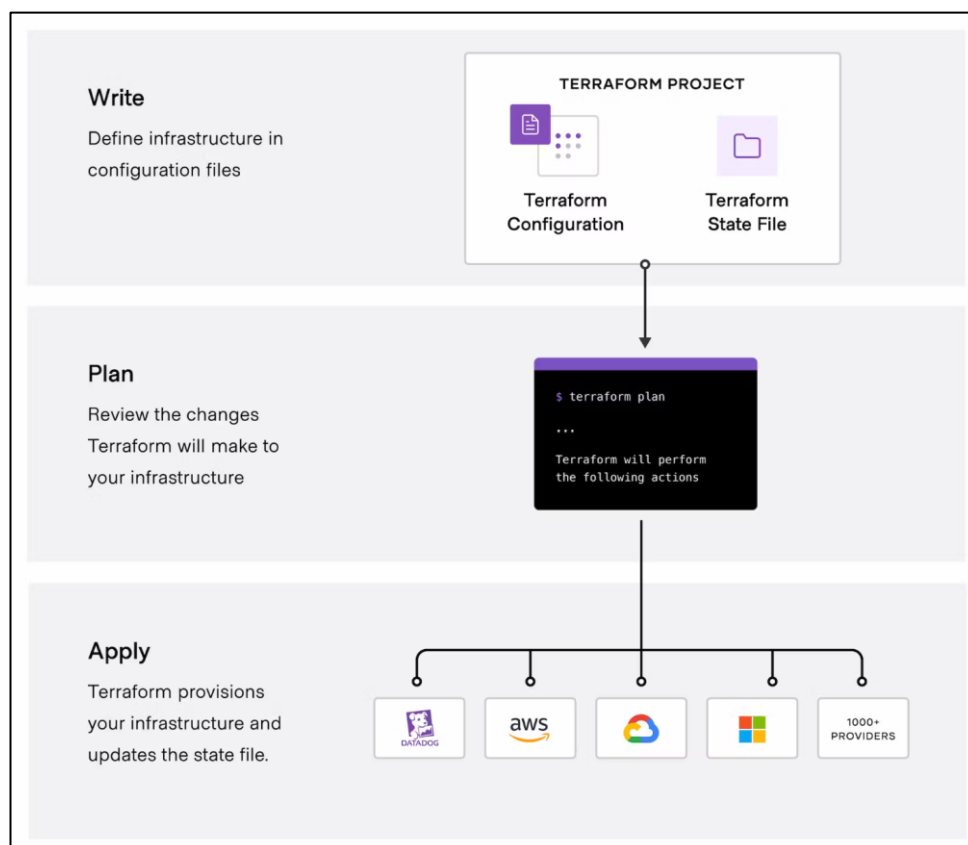 Write
Define infrastructure in
configuration files
TERRAFORM PROJECT
Terraform
Configuration
Terraform
State File
Plan
Review the changes
Terraform will make to
your infrastructure
$ terraform plan
...
Terraform will perform
the following actions
Apply
Terraform provisions
your infrastructure and
updates the state file.
DATADOG
aws
1000+
PROVIDERS